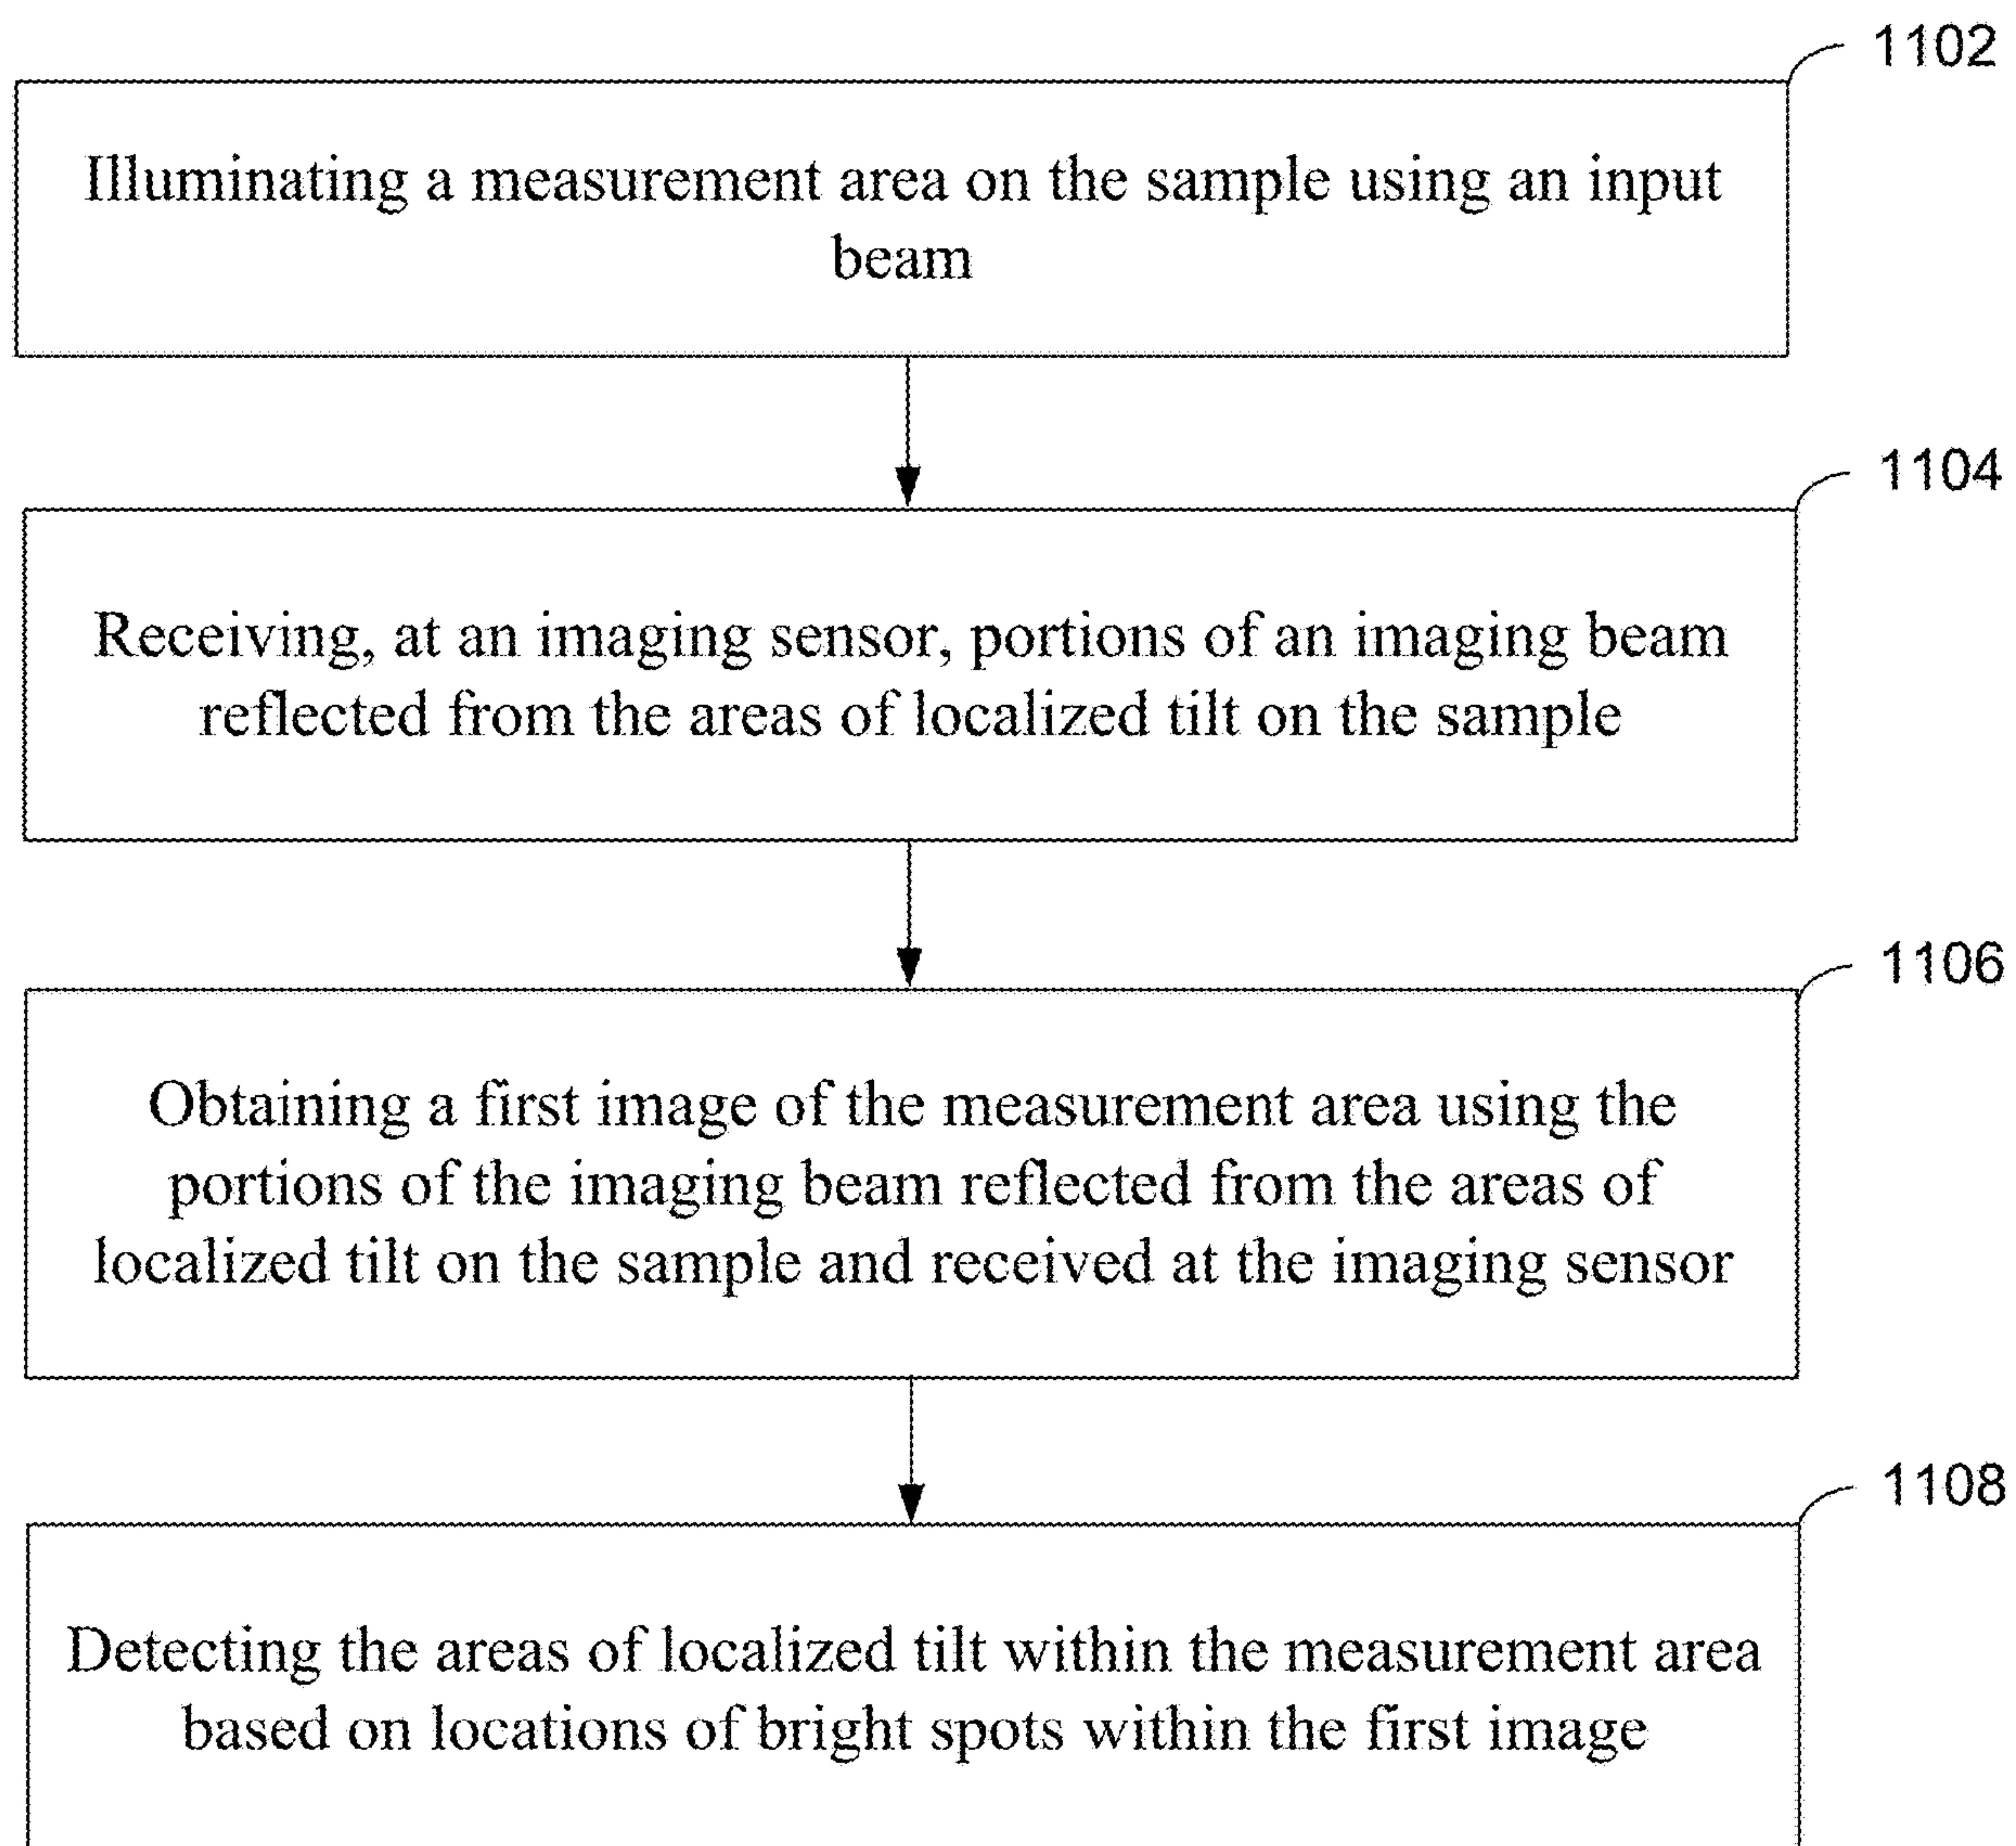 1102
Illuminating a measurement area on the sample using an input
beam
1104
Receiving, at an imaging sensor, portions of an imaging beam
reflected from the areas of localized tilt on the sample
1106
Obtaining a first image of the measurement area using the
portions of the imaging beam reflected from the areas of
localized tilt on the sample and received at the imaging sensor
1108
Detecting the areas of localized tilt within the measurement area
based on locations of bright spots within the first image